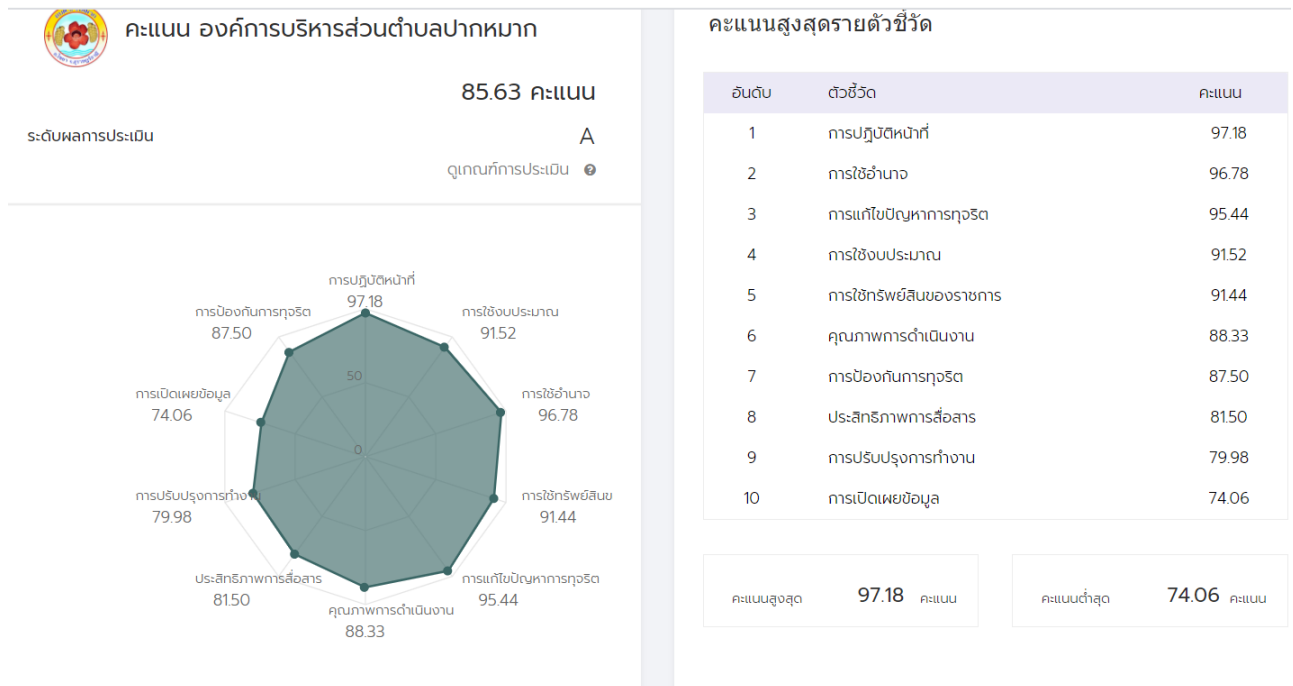 คะแนน องค์การบริหารส่วนตำบลปากหมาก
85.63 คะแนน
ระดับผลการประเมิน A
ดูเกณฑ์การประเมิน ?
การปฏิบัติหน้าที่
97.18
การป้องกันการทุจริต
87.50
การใช้งบประมาณ
91.52
50
การเปิดเผยข้อมูล
74.06
การใช้อำนาจ
96.78
0
การปรับปรุงการทำงาน
79.98
การใช้ทรัพย์สินข
91.44
ประสิทธิภาพการสื่อสาร
81.50
การแก้ไขปัญหาการทุจริต
95.44
คุณภาพการดำเนินงาน
88.33
คะแนนสูงสุดรายตัวชี้วัด
อันดับ ตัวชี้วัด คะแนน
1 การปฏิบัติหน้าที่ 97.18
2 การใช้อำนาจ 96.78
3 การแก้ไขปัญหาการทุจริต 95.44
4 การใช้งบประมาณ 91.52
5 การใช้ทรัพย์สินของราชการ 91.44
6 คุณภาพการดำเนินงาน 88.33
7 การป้องกันการทุจริต 87.50
8 ประสิทธิภาพการสื่อสาร 81.50
9 การปรับปรุงการทำงาน 79.98
10 การเปิดเผยข้อมูล 74.06
คะแนนสูงสุด 97.18 คะแนน
คะแนนต่ำสุด 74.06 คะแนน